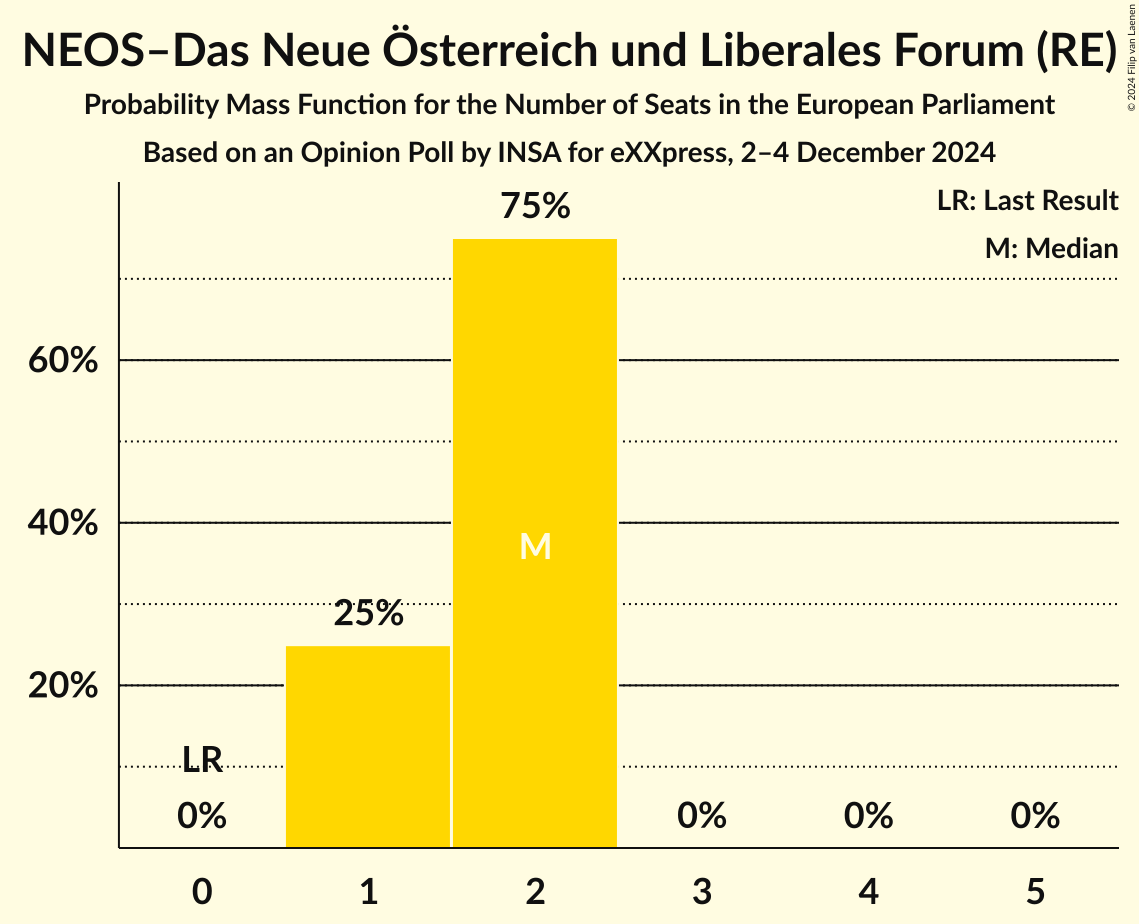 NEOS–Das Neue Österreich und Liberales Forum (RE)
Probability Mass Function for the Number of Seats in the European Parliament
Based on an Opinion Poll by INSA for eXXpress, 2–4 December 2024
© 2024 Filip van Laenen
LR: Last Result
M: Median
75%
60%
40%
M
25%
20%
LR
0%
0%
0%
0%
0 1 2 3 4 5